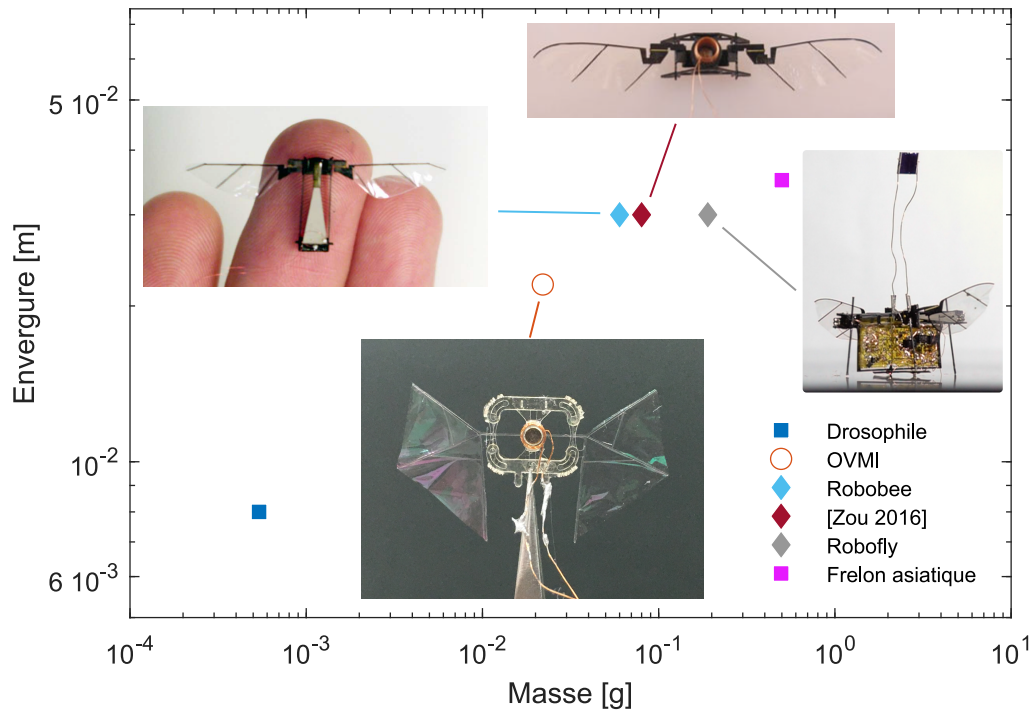 Envergure [m]
5 10⁻²
10⁻²
6 10⁻³
10⁻⁴ 10⁻³ 10⁻² 10⁻¹ 10⁰ 10¹
Masse [g]
Drosophile
OVMI
Robobee
[Zou 2016]
Robofly
Frelon asiatique